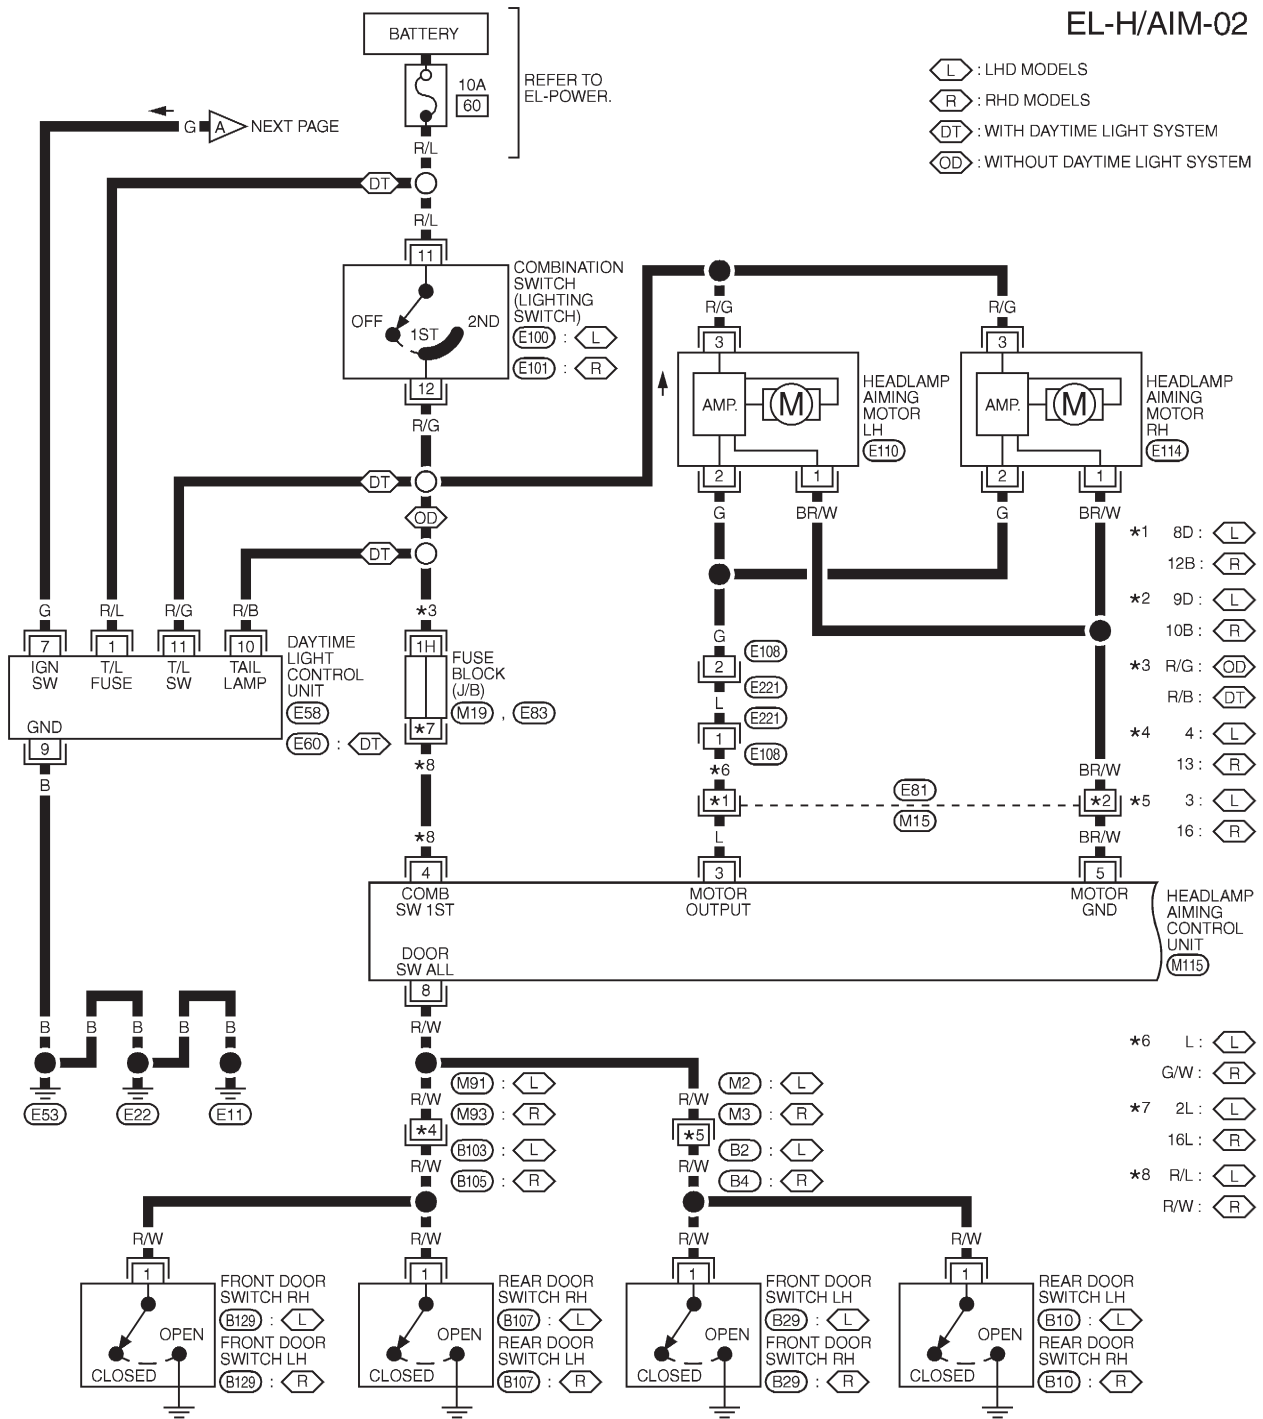 EL-H/AIM-02
BATTERY
10A
60
REFER TO
EL-POWER.
L : LHD MODELS
R : RHD MODELS
DT : WITH DAYTIME LIGHT SYSTEM
OD : WITHOUT DAYTIME LIGHT SYSTEM
G A NEXT PAGE
R/L
DT
R/L
11
COMBINATION
SWITCH
(LIGHTING
SWITCH)
E100 : L
E101 : R
OFF
1ST
2ND
12
R/G
R/G
R/G
3
3
AMP.
M
HEADLAMP
AIMING
MOTOR
LH
E110
AMP.
M
HEADLAMP
AIMING
MOTOR
RH
E114
2
1
2
1
G
BR/W
G
BR/W
DT
OD
DT
★3
G
R/L
R/G
R/B
7
1
11
10
IGN
SW
T/L
FUSE
T/L
SW
TAIL
LAMP
DAYTIME
LIGHT
CONTROL
UNIT
E58
E60 : DT
GND
9
B
1H
FUSE
BLOCK
(J/B)
M19 , E83
★7
★8
★8
G
2
E108
E221
L
E221
1
E108
★6
★1
E81
M15
BR/W
★2
L
BR/W
★1 8D : L
12B : R
★2 9D : L
10B : R
★3 R/G : OD
R/B : DT
★4 4 : L
13 : R
★5 3 : L
16 : R
4
3
5
COMB
SW 1ST
MOTOR
OUTPUT
MOTOR
GND
HEADLAMP
AIMING
CONTROL
UNIT
M115
DOOR
SW ALL
8
R/W
B B B B B
E53
E22
E11
R/W
M91 : L
M93 : R
★4
B103 : L
B105 : R
R/W
R/W
M2 : L
M3 : R
★5
B2 : L
B4 : R
R/W
★6 L : L
G/W : R
★7 2L : L
16L : R
★8 R/L : L
R/W : R
R/W
R/W
R/W
R/W
1
1
1
1
FRONT DOOR
SWITCH RH
B129 : L
FRONT DOOR
SWITCH LH
B129 : R
OPEN
CLOSED
REAR DOOR
SWITCH RH
B107 : L
REAR DOOR
SWITCH LH
B107 : R
OPEN
CLOSED
FRONT DOOR
SWITCH LH
B29 : L
FRONT DOOR
SWITCH RH
B29 : R
OPEN
CLOSED
REAR DOOR
SWITCH LH
B10 : L
REAR DOOR
SWITCH RH
B10 : R
OPEN
CLOSED